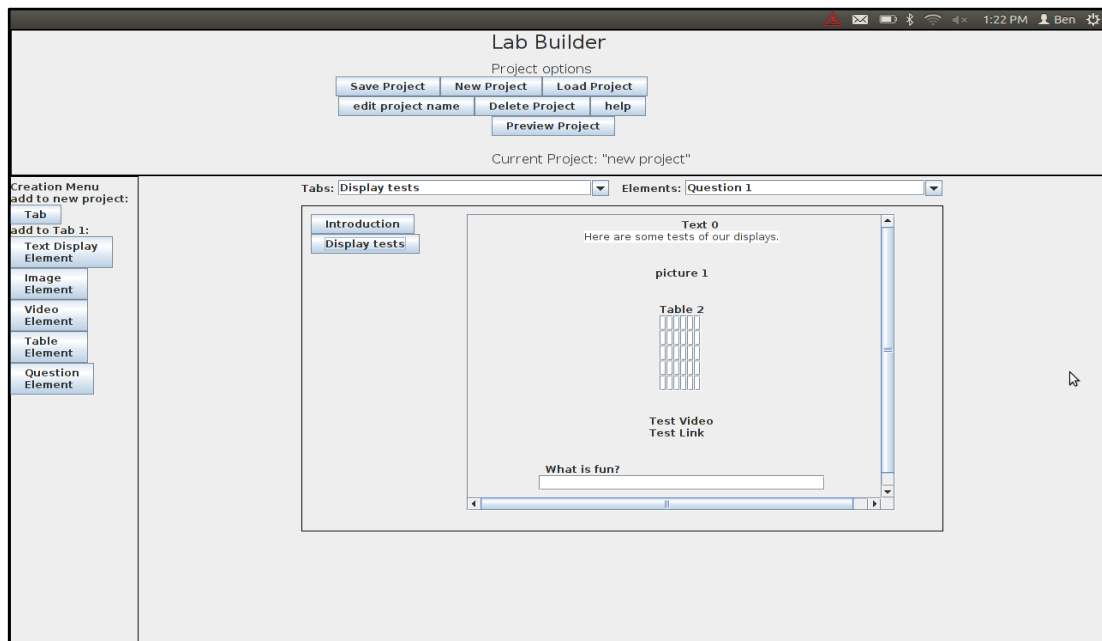 1:22 PM Ben
Lab Builder
Project options
Save Project New Project Load Project
edit project name Delete Project help
Preview Project
Current Project: "new project"
Creation Menu
add to new project:
Tab
add to Tab 1:
Text Display
Element
Image
Element
Video
Element
Table
Element
Question
Element
Tabs: Display tests Elements: Question 1
Introduction
Display tests
Text 0
Here are some tests of our displays.
picture 1
Table 2
Test Video
Test Link
What is fun?